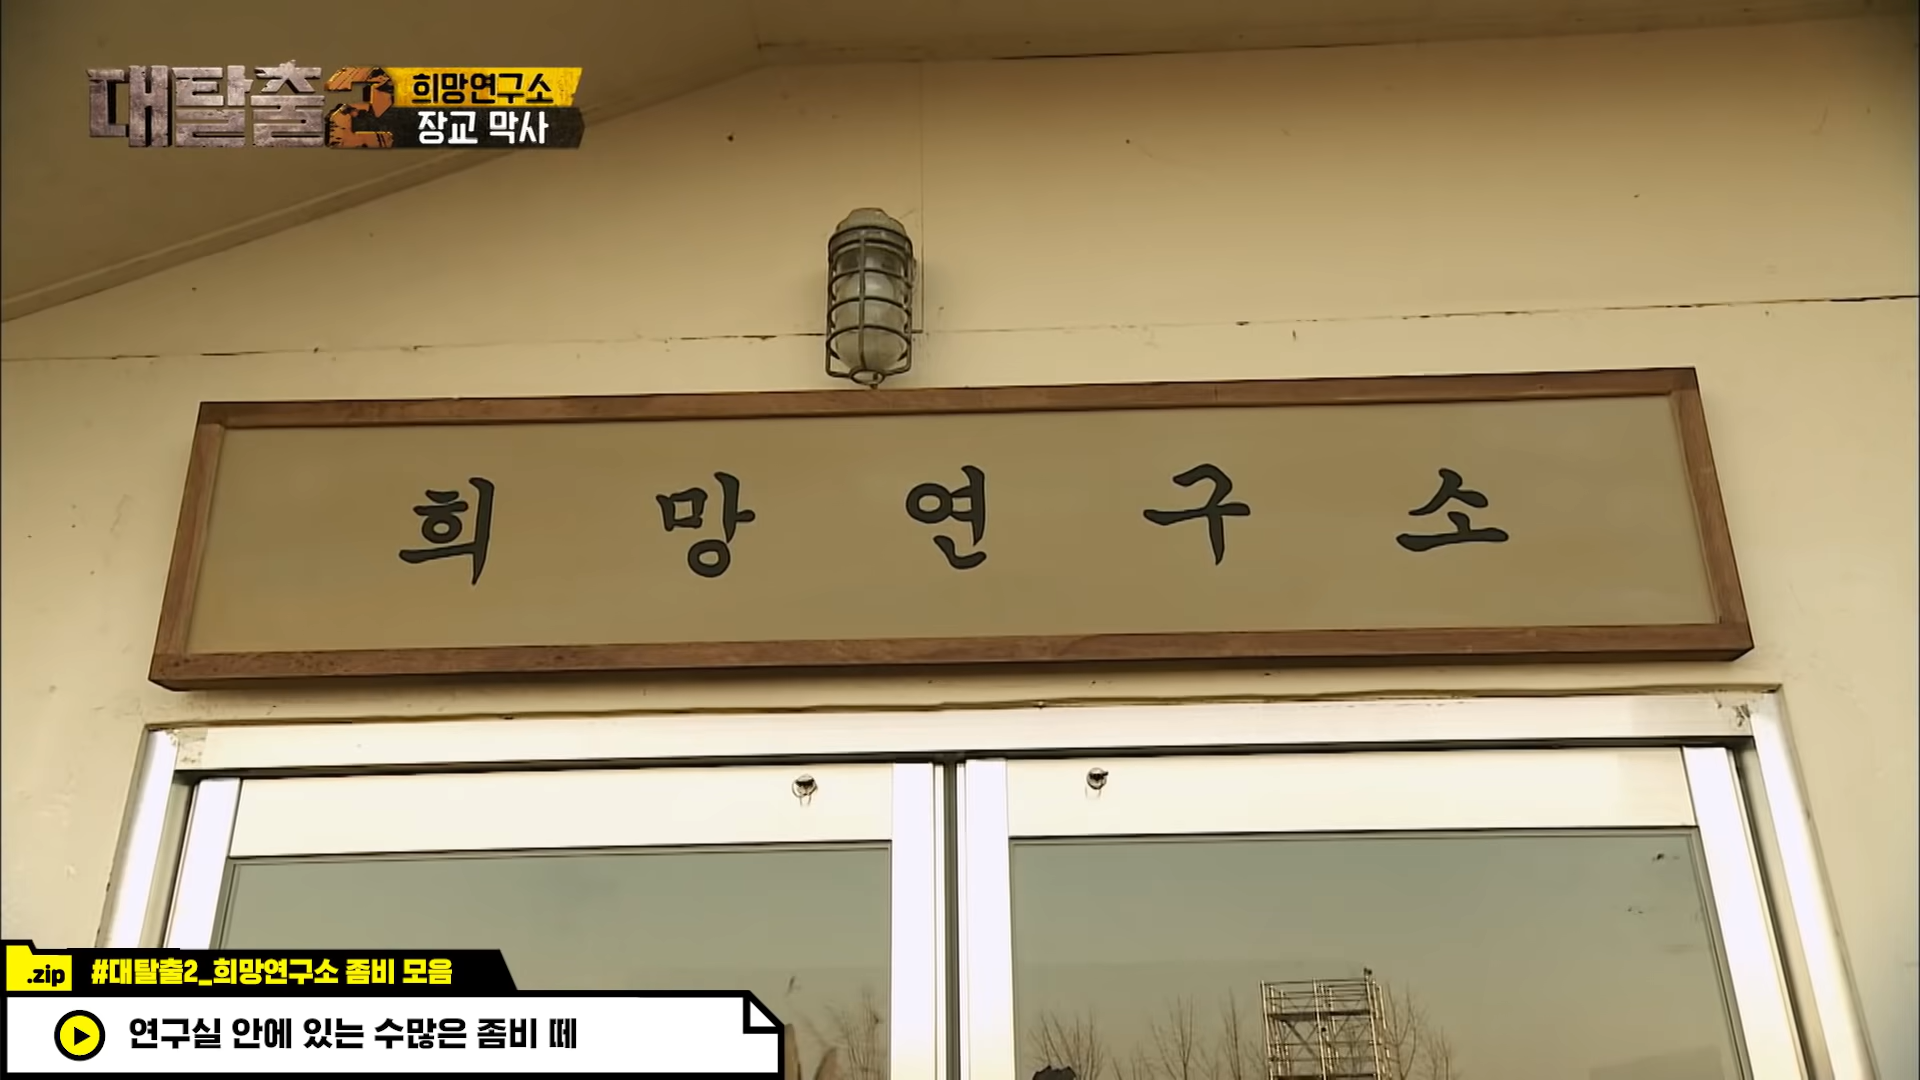 대탈출2
희망연구소
장교 막사
희망연구소
.zip
#대탈출2_희망연구소 좀비 모음
연구실 안에 있는 수많은 좀비 떼